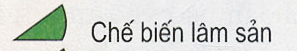 Chế biến lâm sản